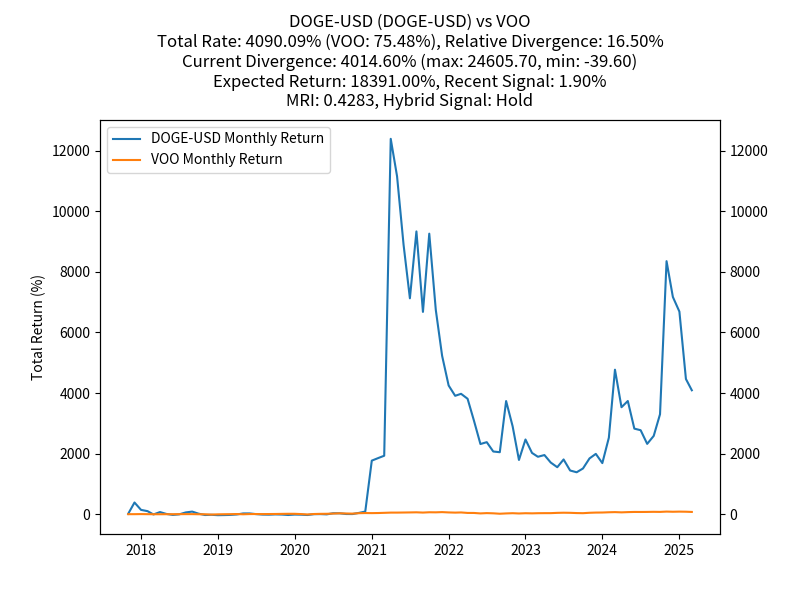 DOGE-USD (DOGE-USD) vs VOO
Total Rate: 4090.09% (VOO: 75.48%), Relative Divergence: 16.50%
Current Divergence: 4014.60% (max: 24605.70, min: -39.60)
Expected Return: 18391.00%, Recent Signal: 1.90%
MRI: 0.4283, Hybrid Signal: Hold
DOGE-USD Monthly Return
VOO Monthly Return
Total Return (%)
12000
10000
8000
6000
4000
2000
0
12000
10000
8000
6000
4000
2000
0
2018 2019 2020 2021 2022 2023 2024 2025